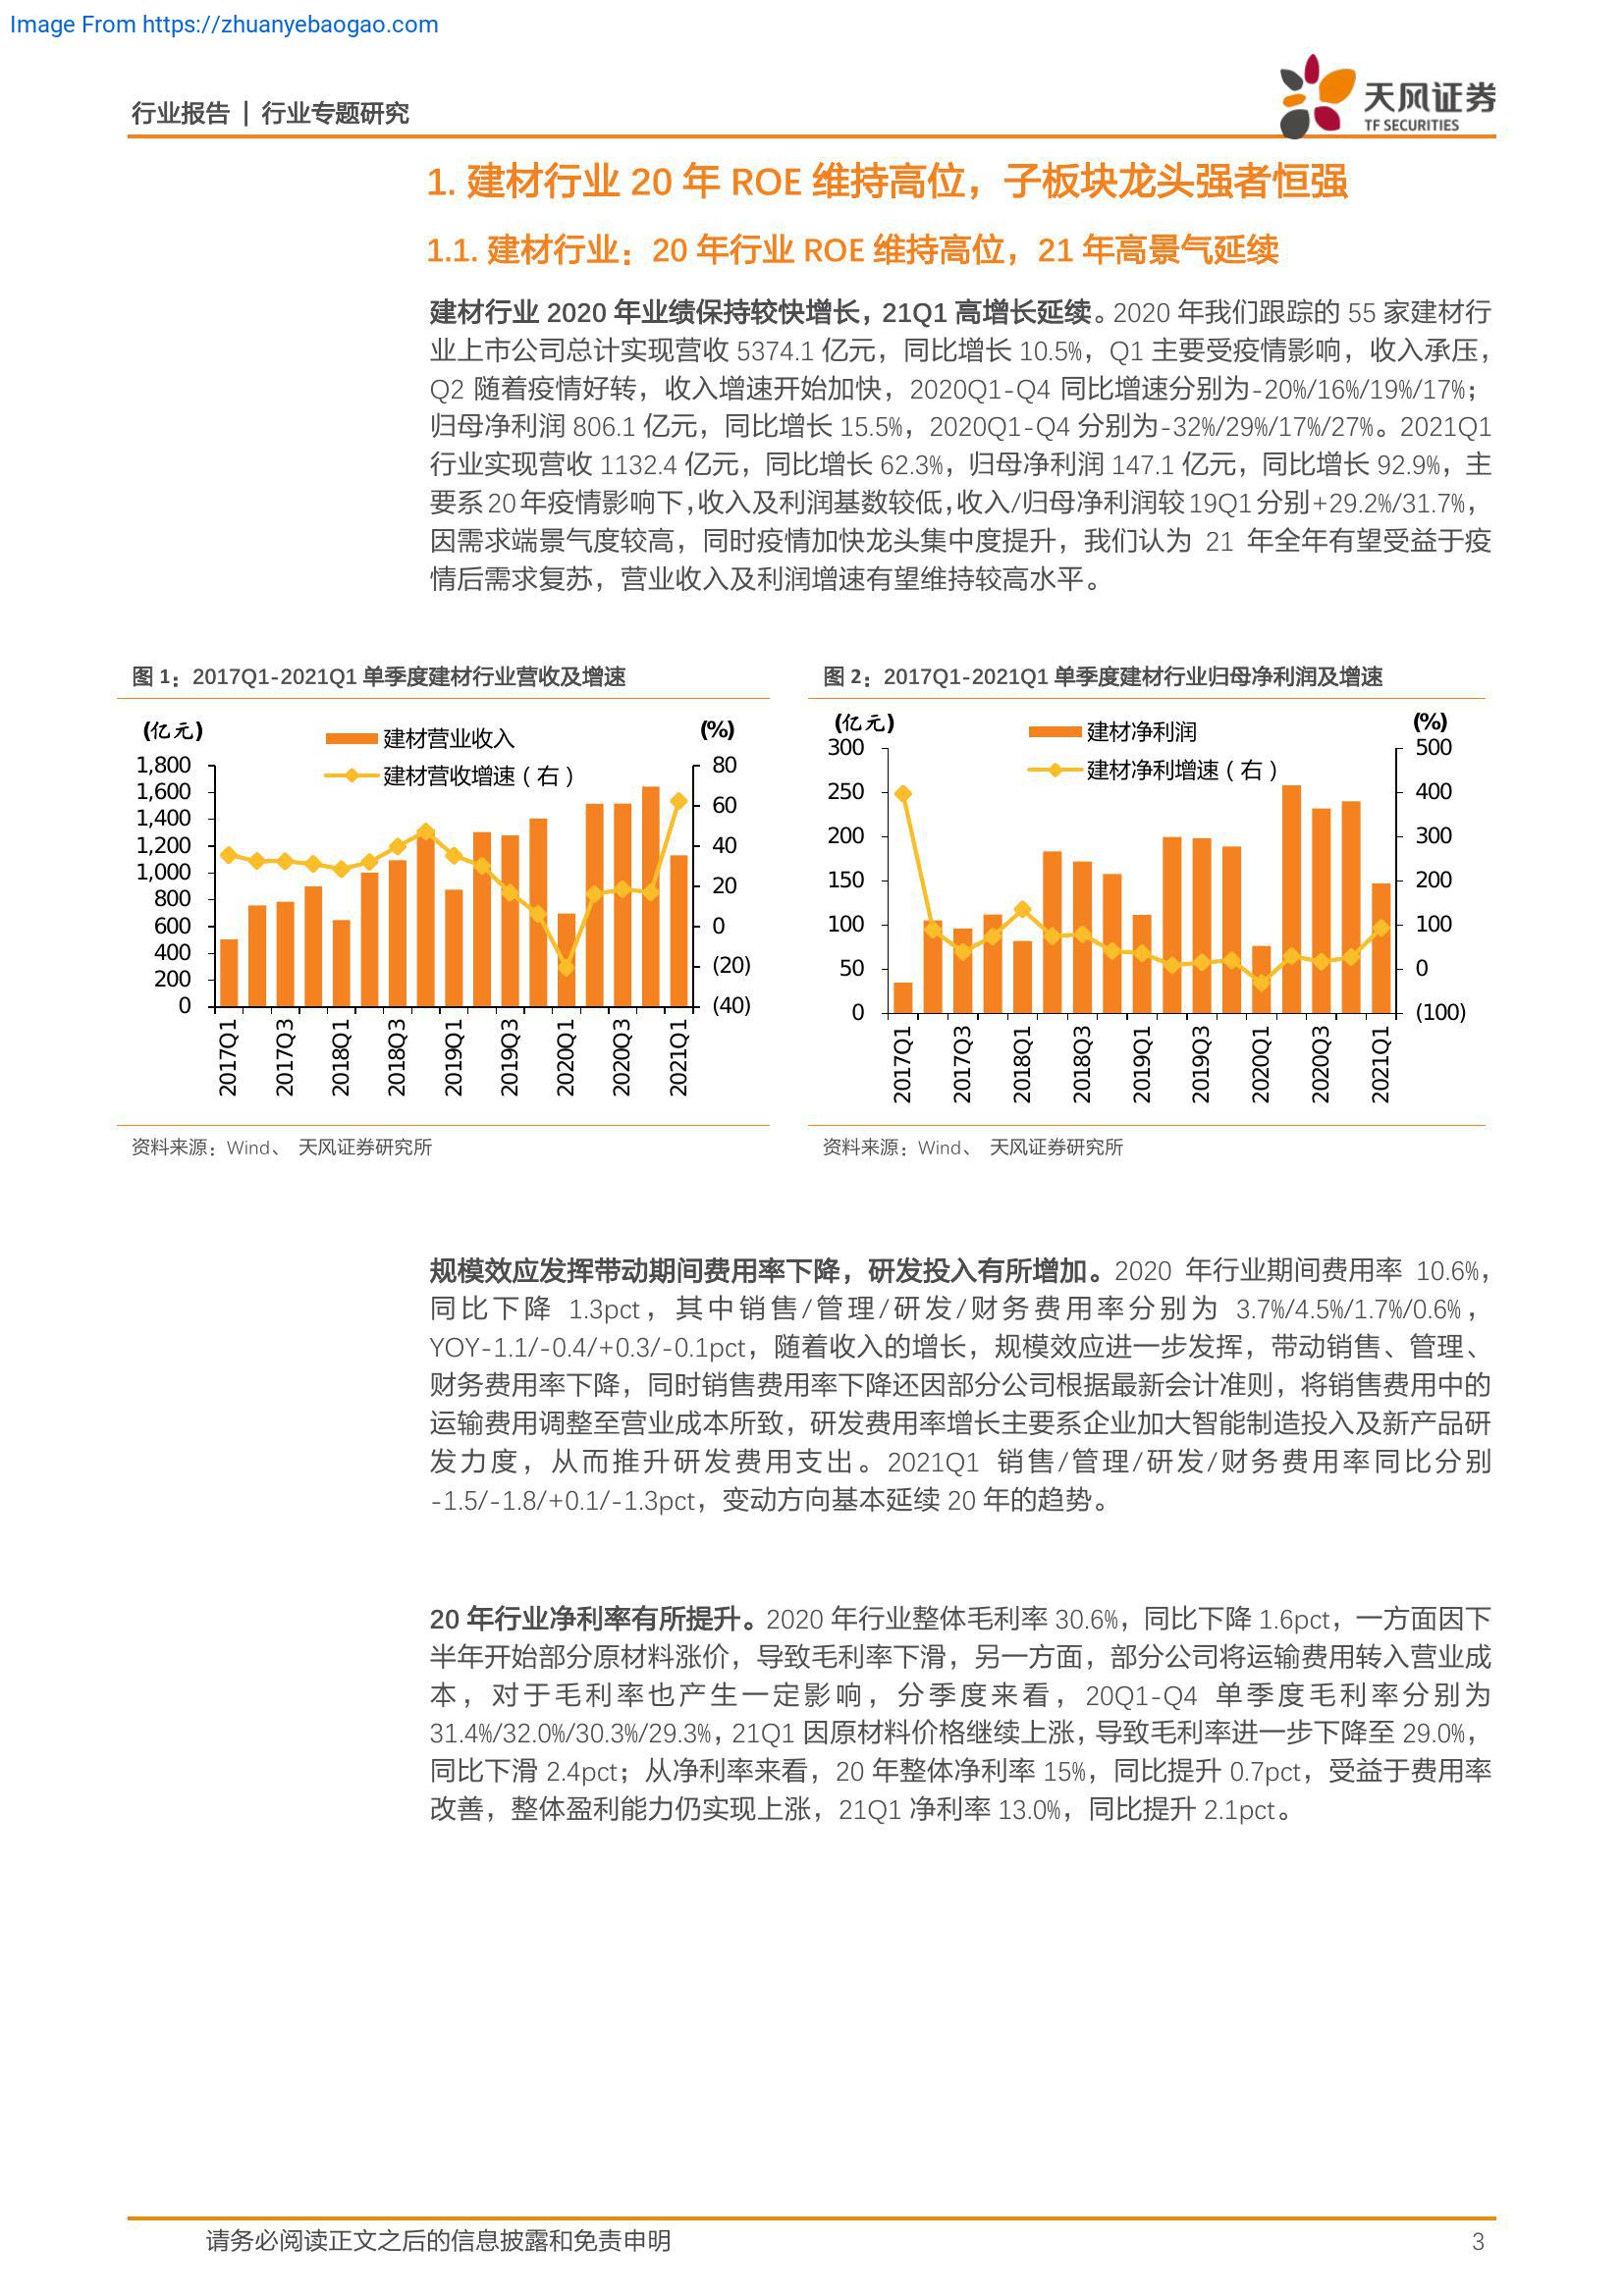 Image From https://zhuanyebaogao.com
行业报告 | 行业专题研究
天风证券
TF SECURITIES
1. 建材行业 20 年 ROE 维持高位，子板块龙头强者恒强
1.1. 建材行业：20 年行业 ROE 维持高位，21 年高景气延续
建材行业 2020 年业绩保持较快增长，21Q1 高增长延续。2020 年我们跟踪的 55 家建材行
业上市公司总计实现营收 5374.1 亿元，同比增长 10.5%，Q1 主要受疫情影响，收入承压，
Q2 随着疫情好转，收入增速开始加快，2020Q1-Q4 同比增速分别为-20%/16%/19%/17%；
归母净利润 806.1 亿元，同比增长 15.5%，2020Q1-Q4 分别为-32%/29%/17%/27%。2021Q1
行业实现营收 1132.4 亿元，同比增长 62.3%，归母净利润 147.1 亿元，同比增长 92.9%，主
要系 20 年疫情影响下，收入及利润基数较低，收入/归母净利润较 19Q1 分别+29.2%/31.7%，
因需求端景气度较高，同时疫情加快龙头集中度提升，我们认为 21 年全年有望受益于疫
情后需求复苏，营业收入及利润增速有望维持较高水平。
图 1：2017Q1-2021Q1 单季度建材行业营收及增速
(亿元)
(%)
建材营业收入
建材营收增速（右）
1,800
1,600
1,400
1,200
1,000
800
600
400
200
0
80
60
40
20
0
(20)
(40)
2017Q1
2017Q3
2018Q1
2018Q3
2019Q1
2019Q3
2020Q1
2020Q3
2021Q1
资料来源：Wind、 天风证券研究所
图 2：2017Q1-2021Q1 单季度建材行业归母净利润及增速
(亿元)
(%)
建材净利润
建材净利增速（右）
300
250
200
150
100
50
0
500
400
300
200
100
0
(100)
2017Q1
2017Q3
2018Q1
2018Q3
2019Q1
2019Q3
2020Q1
2020Q3
2021Q1
资料来源：Wind、 天风证券研究所
规模效应发挥带动期间费用率下降，研发投入有所增加。2020 年行业期间费用率 10.6%，
同比下降 1.3pct，其中销售/管理/研发/财务费用率分别为 3.7%/4.5%/1.7%/0.6%，
YOY-1.1/-0.4/+0.3/-0.1pct，随着收入的增长，规模效应进一步发挥，带动销售、管理、
财务费用率下降，同时销售费用率下降还因部分公司根据最新会计准则，将销售费用中的
运输费用调整至营业成本所致，研发费用率增长主要系企业加大智能制造投入及新产品研
发力度，从而推升研发费用支出。2021Q1 销售/管理/研发/财务费用率同比分别
-1.5/-1.8/+0.1/-1.3pct，变动方向基本延续 20 年的趋势。
20 年行业净利率有所提升。2020 年行业整体毛利率 30.6%，同比下降 1.6pct，一方面因下
半年开始部分原材料涨价，导致毛利率下滑，另一方面，部分公司将运输费用转入营业成
本，对于毛利率也产生一定影响，分季度来看，20Q1-Q4 单季度毛利率分别为
31.4%/32.0%/30.3%/29.3%，21Q1 因原材料价格继续上涨，导致毛利率进一步下降至 29.0%，
同比下滑 2.4pct；从净利率来看，20 年整体净利率 15%，同比提升 0.7pct，受益于费用率
改善，整体盈利能力仍实现上涨，21Q1 净利率 13.0%，同比提升 2.1pct。
请务必阅读正文之后的信息披露和免责申明
3